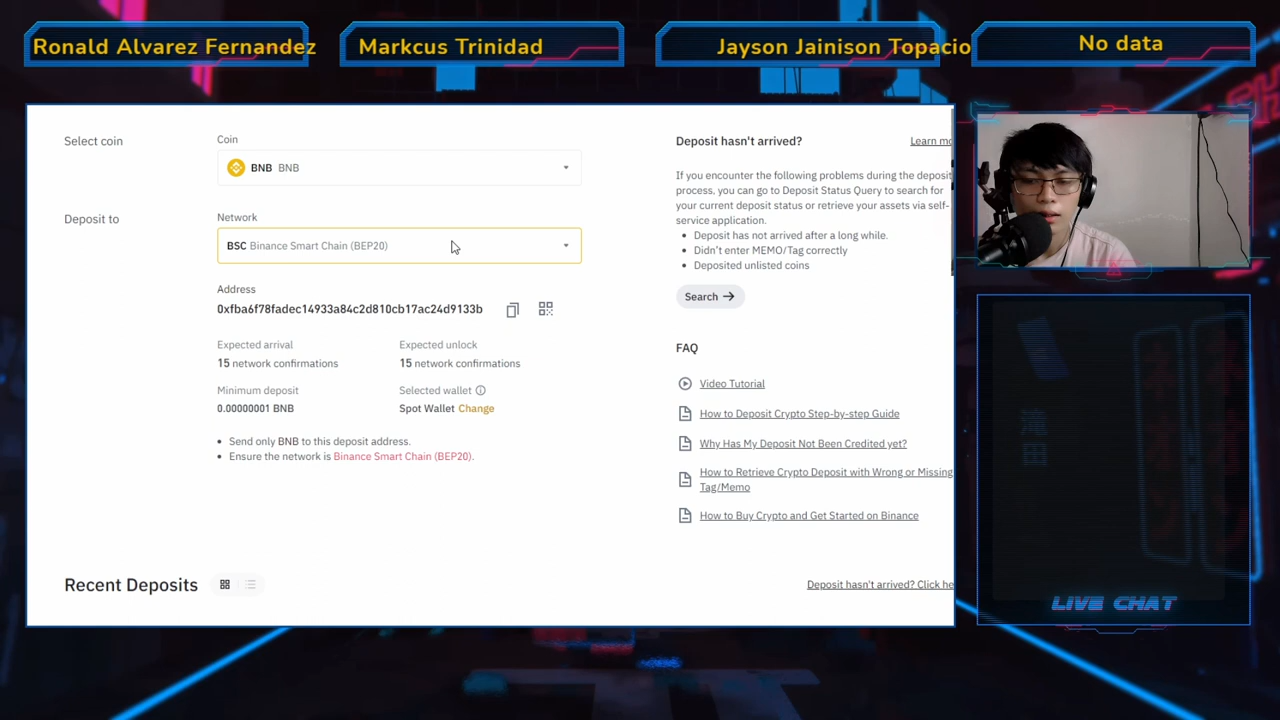 Ronald Alvarez Fernandez
Markcus Trinidad
Jayson Jainison Topacio
No data
Select coin
Coin
BNB BNB
Deposit to
Network
BSC Binance Smart Chain (BEP20)
Address
0xfba6f78fadec14933a84c2d810cb17ac24d9133b
Expected arrival
15 network confirmations
Expected unlock
15 network confirmations
Minimum deposit
0.00000001 BNB
Selected wallet
Spot Wallet Change
Send only BNB to this deposit address.
Ensure the network is Binance Smart Chain (BEP20).
Deposit hasn't arrived?
Learn mo
If you encounter the following problems during the deposit
process, you can go to Deposit Status Query to search for
your current deposit status or retrieve your assets via self-
service application.
Deposit has not arrived after a long while.
Didn't enter MEMO/Tag correctly
Deposited unlisted coins
Search
FAQ
Video Tutorial
How to Deposit Crypto Step-by-step Guide
Why Has My Deposit Not Been Credited yet?
How to Retrieve Crypto Deposit with Wrong or Missing
Tag/Memo
How to Buy Crypto and Get Started on Binance
Recent Deposits
Deposit hasn't arrived? Click he
LIVE CHAT